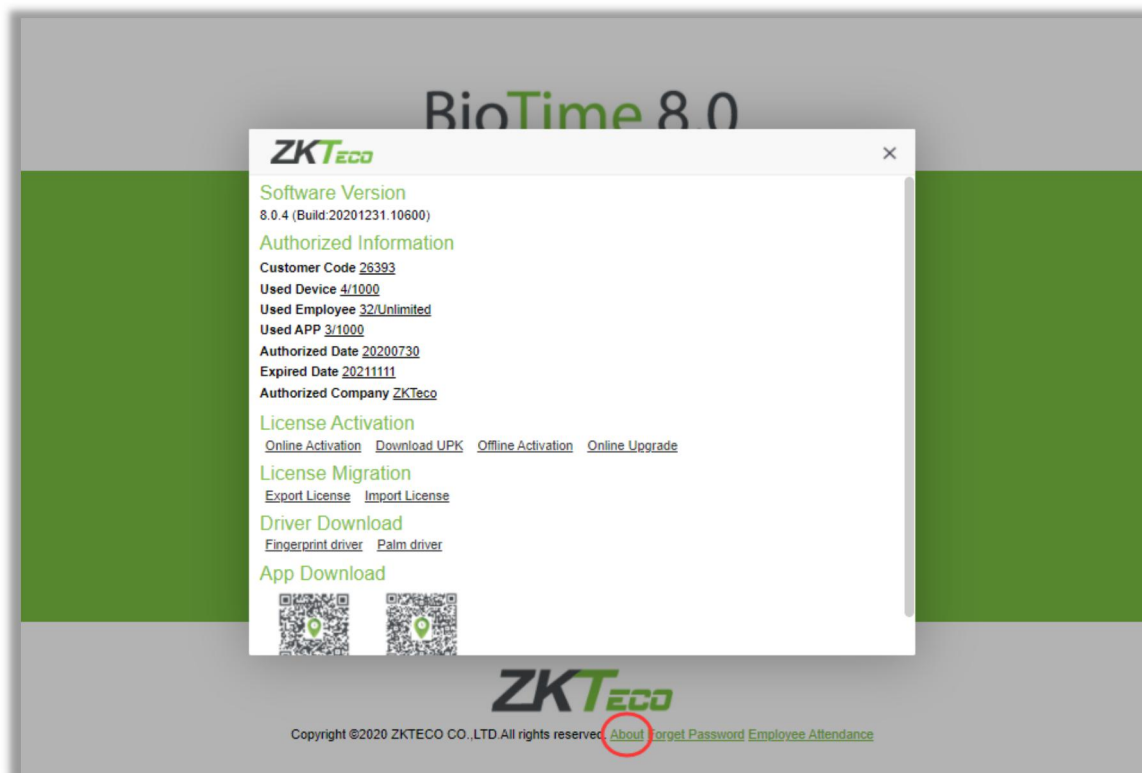 BioTime 8.0
ZKTECO
Software Version
8.0.4 (Build:20201231.10600)
Authorized Information
Customer Code 26393
Used Device 4/1000
Used Employee 32/Unlimited
Used APP 3/1000
Authorized Date 20200730
Expired Date 20211111
Authorized Company ZKTeco
License Activation
Online Activation Download UPK Offline Activation Online Upgrade
License Migration
Export License Import License
Driver Download
Fingerprint driver Palm driver
App Download
ZKTECO
Copyright ©2020 ZKTECO CO.,LTD.All rights reserved. About Forget Password Employee Attendance